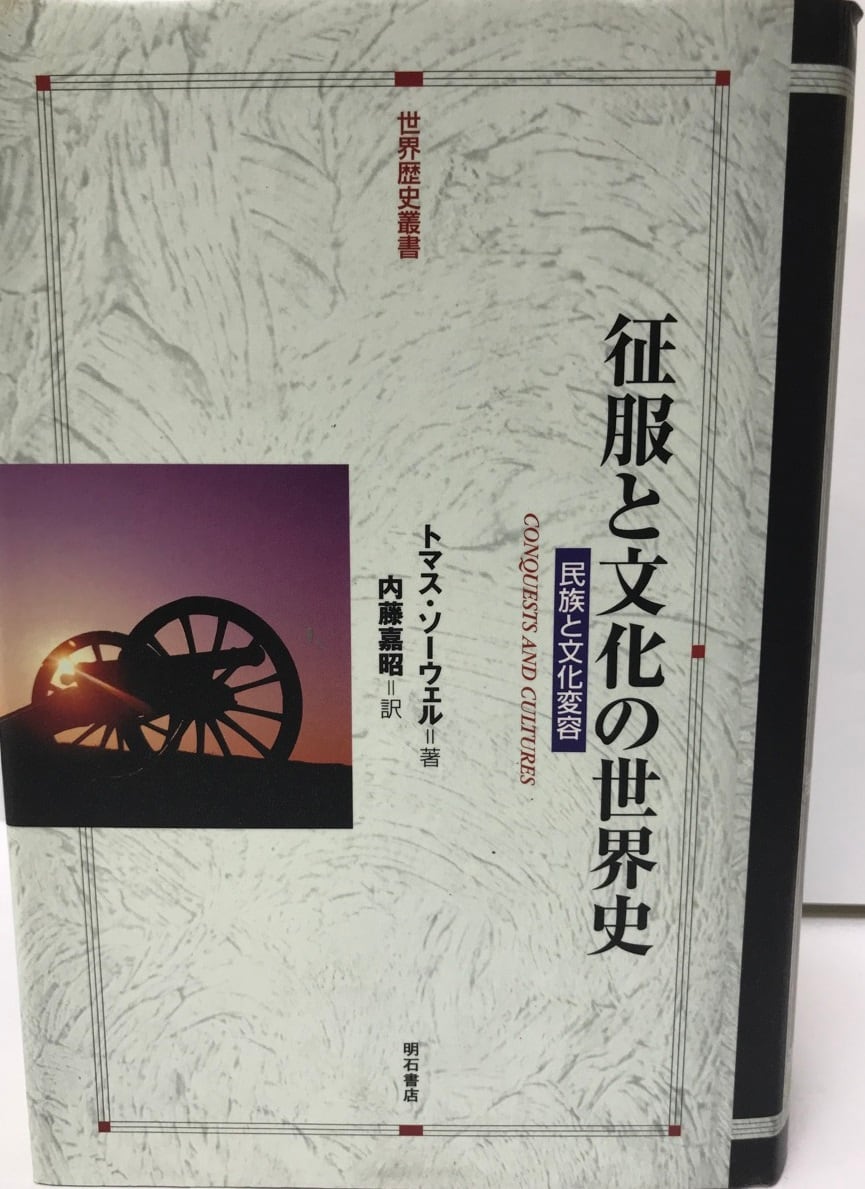 世界歴史叢書
征服と文化の世界史
民族と文化変容
CONQUESTS AND CULTURES
トマス・ソーウェル＝著
内藤嘉昭＝訳
明石書店